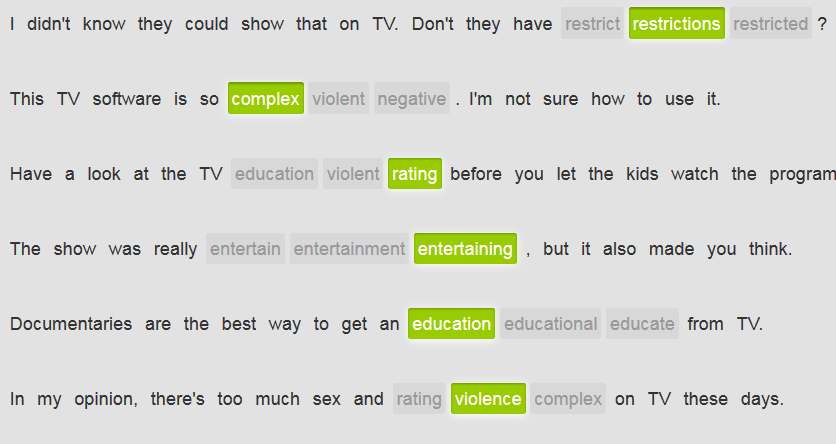 I didn't know they could show that on TV. Don't they have restrict restrictions restricted ?
This TV software is so complex violent negative . I'm not sure how to use it.
Have a look at the TV education violent rating before you let the kids watch the program
The show was really entertain entertainment entertaining , but it also made you think.
Documentaries are the best way to get an education educational educate from TV.
In my opinion, there's too much sex and rating violence complex on TV these days.